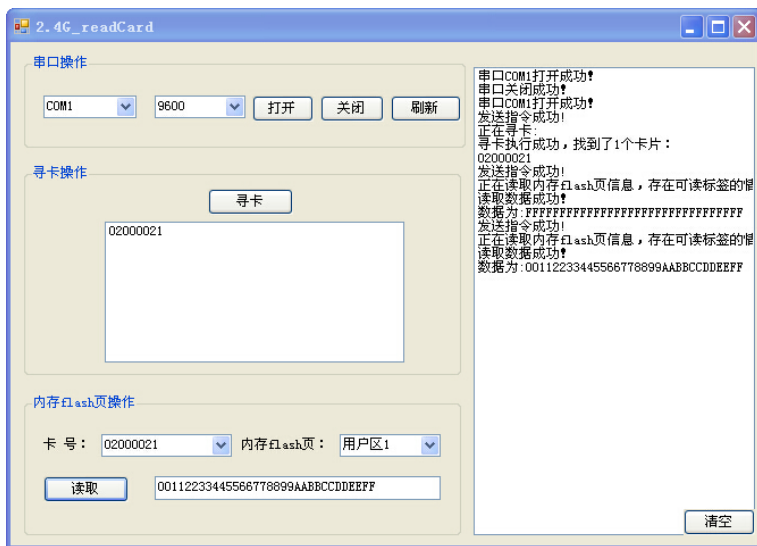 2.4G_readCard
串口操作
COM1 9600 打开 关闭 刷新
寻卡操作
寻卡
02000021
内存flash页操作
卡 号： 02000021 内存flash页： 用户区1
读取 00112233445566778899AABBCCDDEEFF
串口COM1打开成功!
串口关闭成功!
串口COM1打开成功!
发送指令成功!
正在寻卡:
寻卡执行成功，找到了1个卡片：
02000021
发送指令成功!
正在读取内存flash页信息，存在可读标签的情
读取数据成功!
数据为:FFFFFFFFFFFFFFFFFFFFFFFFFFFFFFFF
发送指令成功!
正在读取内存flash页信息，存在可读标签的情
读取数据成功!
数据为:00112233445566778899AABBCCDDEEFF
清空